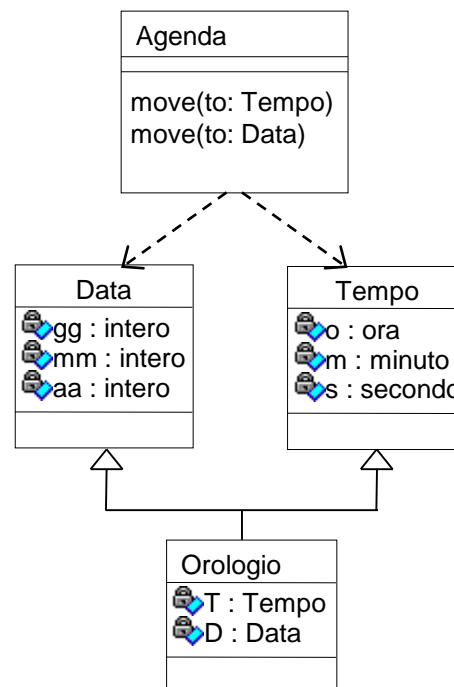 Agenda
move(to: Tempo)
move(to: Data)
Data
gg : intero
mm : intero
aa : intero
Tempo
o : ora
m : minuto
s : secondo
Orologio
T : Tempo
D : Data